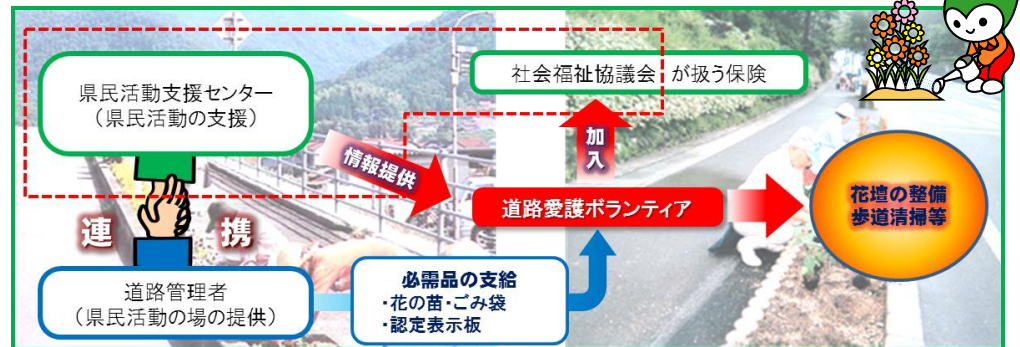 県民活動支援センター
（県民活動の支援）
社会福祉協議会 が扱う保険
情報提供
加入
道路愛護ボランティア
花壇の整備
歩道清掃等
連携
道路管理者
（県民活動の場の提供）
必需品の支給
・花の苗・ごみ袋
・認定表示板